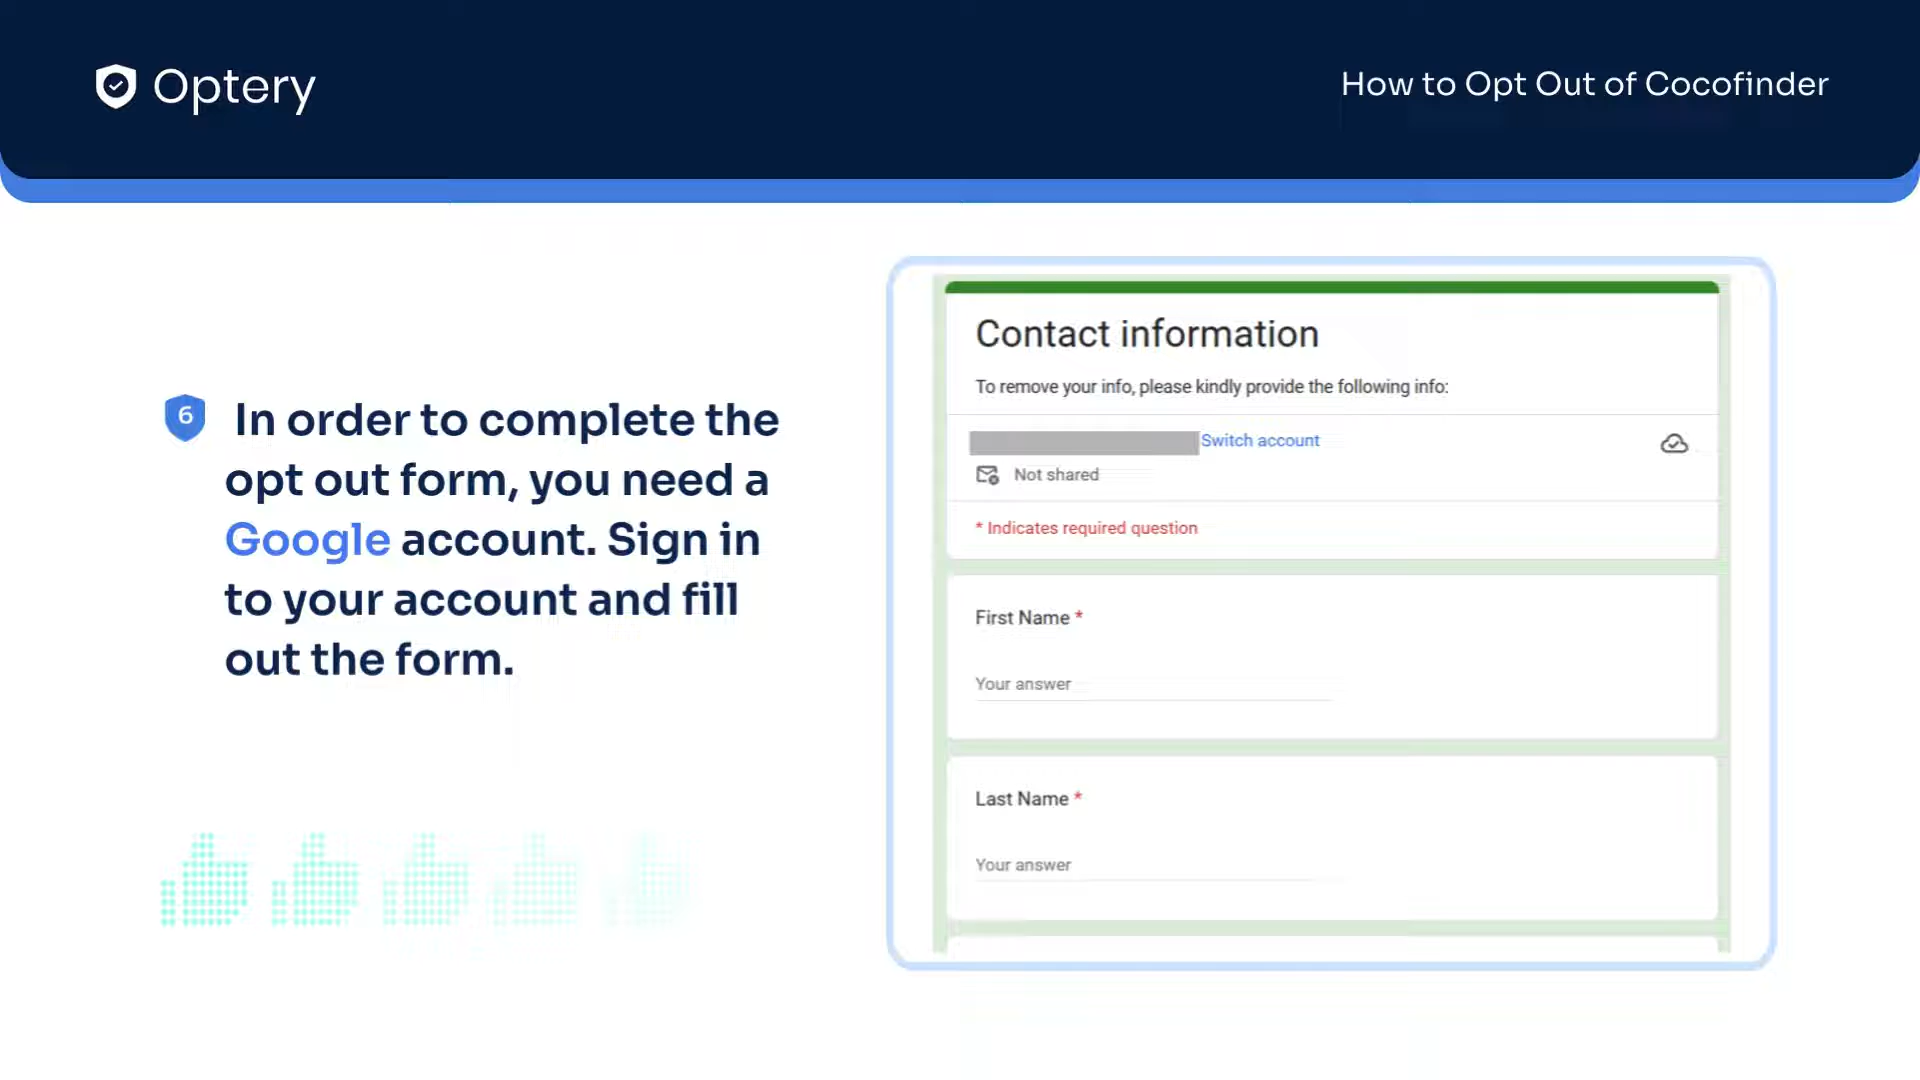 Optery
How to Opt Out of Cocofinder
6
In order to complete the
opt out form, you need a
Google account. Sign in
to your account and fill
out the form.
Contact information
To remove your info, please kindly provide the following info:
Switch account
Not shared
* Indicates required question
First Name *
Your answer
Last Name *
Your answer